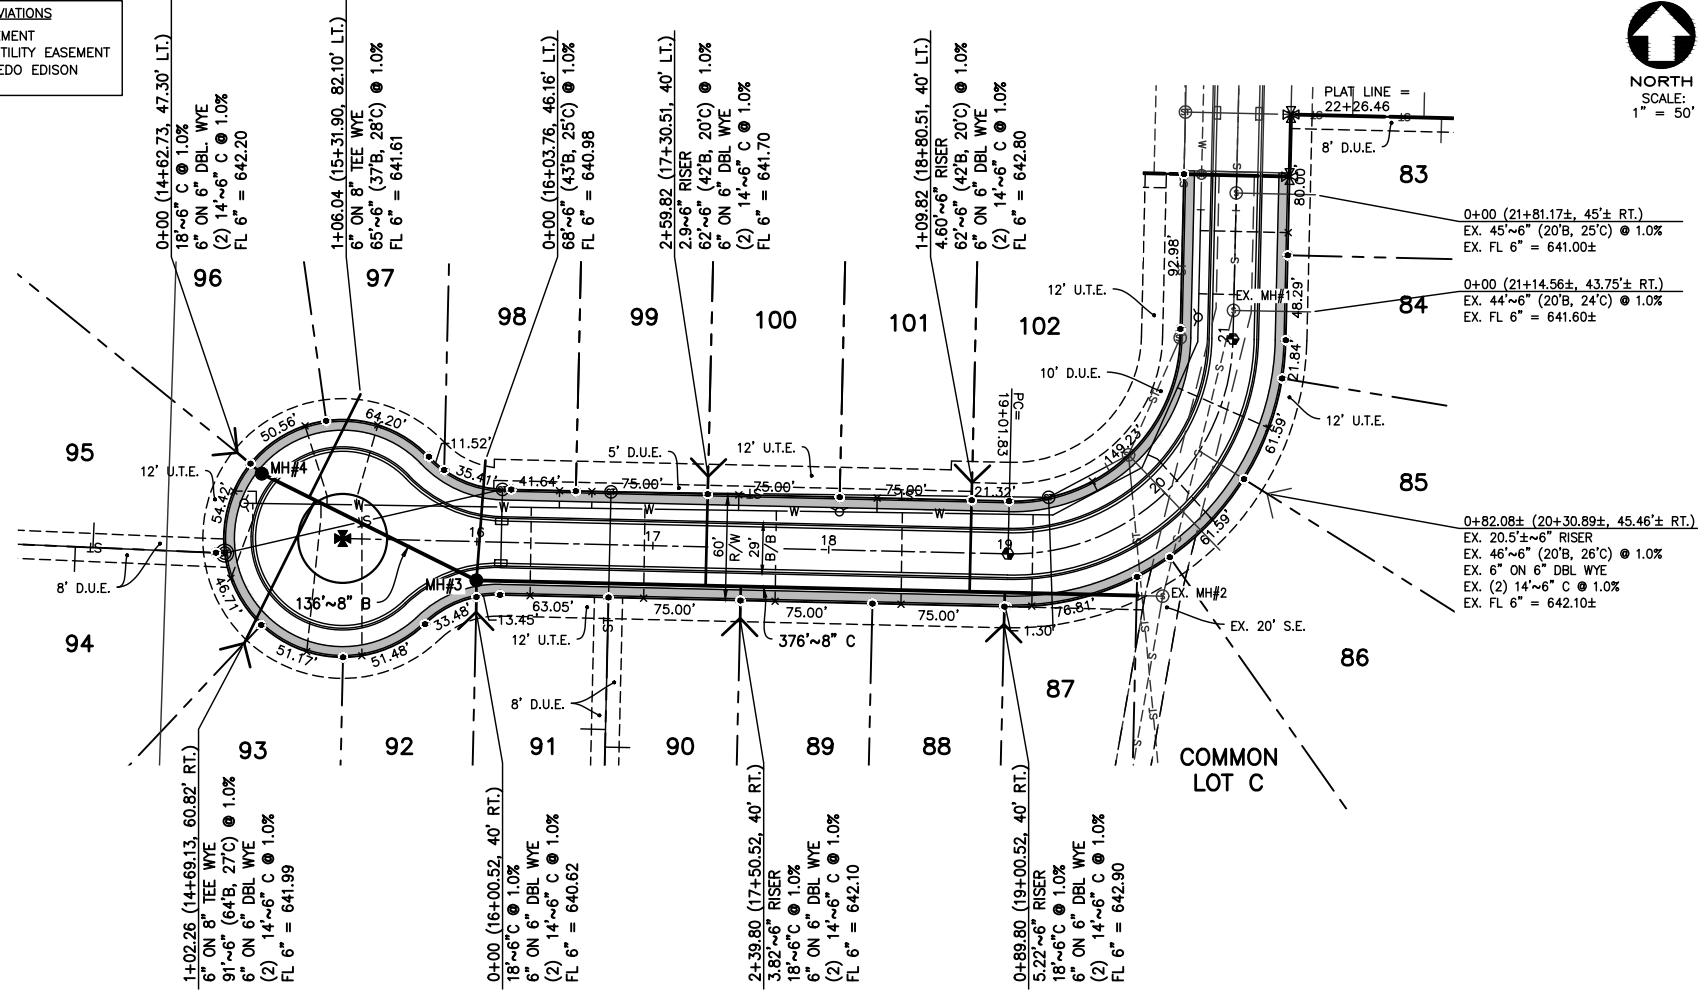 VIATIONS
EMENT
TILITY EASEMENT
EDO EDISON
NORTH
SCALE:
1" = 50'
0+00 (14+62.73, 47.30' LT.)
18'~6" C @ 1.0%
6" ON 6" DBL. WYE
(2) 14'~6" C @ 1.0%
FL 6" = 642.20
1+06.04 (15+31.90, 82.10' LT.)
6" ON 8" TEE WYE
65'~6" (37'B, 28'C) @ 1.0%
FL 6" = 641.61
0+00 (16+03.76, 46.16' LT.)
68'~6" (43'B, 25'C) @ 1.0%
FL 6" = 640.98
2+59.82 (17+30.51, 40' LT.)
2.9~6" RISER
62'~6" (42'B, 20'C) @ 1.0%
6" ON 6" DBL WYE
(2) 14'~6" C @ 1.0%
FL 6" = 641.70
1+09.82 (18+80.51, 40' LT.)
4.60'~6" RISER
62'~6" (42'B, 20'C) @ 1.0%
6" ON 6" DBL WYE
(2) 14'~6" C @ 1.0%
FL 6" = 642.80
PLAT LINE =
22+26.46
ST
8' D.U.E.
83
80.00'
0+00 (21+81.17±, 45'± RT.)
EX. 45'~6" (20'B, 25'C) @ 1.0%
EX. FL 6" = 641.00±
0+00 (21+14.56±, 43.75'± RT.)
EX. 44'~6" (20'B, 24'C) @ 1.0%
EX. FL 6" = 641.60±
96
97
98
99
100
101
102
84
92.98'
12' U.T.E.
EX. MH#1
48.29'
21
21.84'
10' D.U.E.
12' U.T.E.
PC=
19+01.83
61.59'
149.23'
20
85
95
12' U.T.E.
MH#4
50.56'
64.20'
11.52'
35.41'
41.64'
5' D.U.E.
12' U.T.E.
75.00'
75.00'
75.00'
21.32'
54.42'
W
S
W
W
W
16
17
18
19
60'
R/W
29'
B/B
61.59'
0+82.08± (20+30.89±, 45.46'± RT.)
EX. 20.5'±~6" RISER
EX. 46'~6" (20'B, 26'C) @ 1.0%
EX. 6" ON 6" DBL WYE
EX. (2) 14'~6" C @ 1.0%
EX. FL 6" = 642.10±
ST
8' D.U.E.
46.71'
136'~8" B
MH#3
EX. MH#2
EX. 20' S.E.
33.48'
13.45'
63.05'
75.00'
75.00'
75.00'
1.30'
76.81'
12' U.T.E.
376'~8" C
94
51.17'
51.48'
8' D.U.E.
ST
86
87
93
92
91
90
89
88
COMMON
LOT C
1+02.26 (14+69.13, 60.82' RT.)
6" ON 8" TEE WYE
91'~6" (64'B, 27'C) @ 1.0%
6" ON 6" DBL WYE
(2) 14'~6" C @ 1.0%
FL 6" = 641.99
0+00 (16+00.52, 40' RT.)
18'~6"C @ 1.0%
6" ON 6" DBL WYE
(2) 14'~6" C @ 1.0%
FL 6" = 640.62
2+39.80 (17+50.52, 40' RT.)
3.82'~6" RISER
18'~6"C @ 1.0%
6" ON 6" DBL WYE
(2) 14'~6" C @ 1.0%
FL 6" = 642.10
0+89.80 (19+00.52, 40' RT.)
5.22'~6" RISER
18'~6"C @ 1.0%
6" ON 6" DBL WYE
(2) 14'~6" C @ 1.0%
FL 6" = 642.90